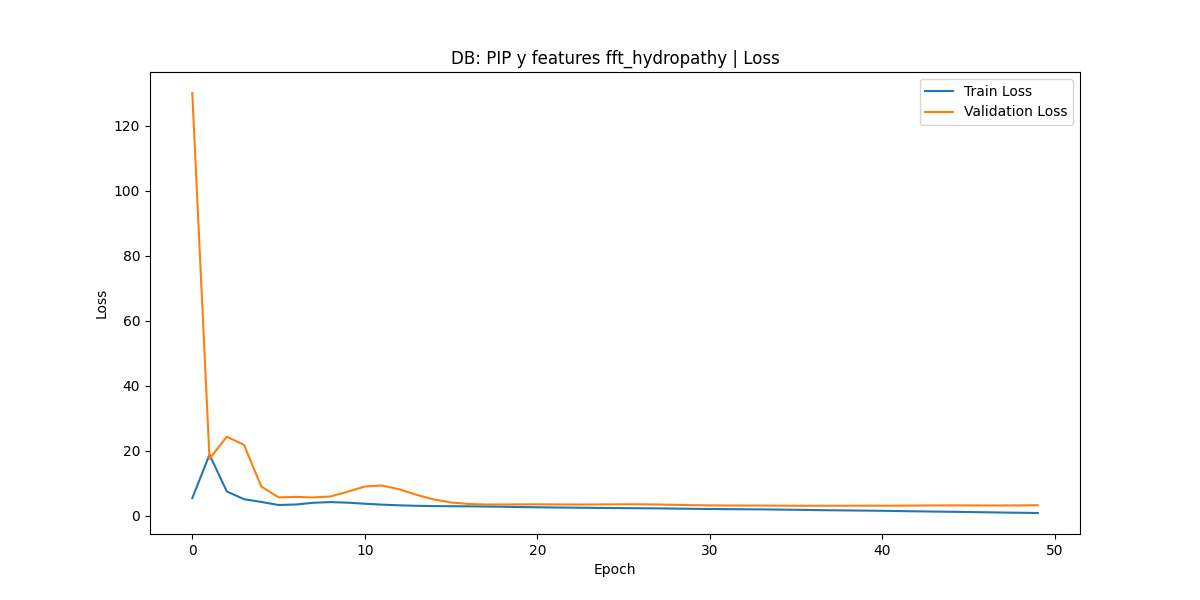 DB: PIP y features fft_hydropathy | Loss
Train Loss
Validation Loss
120
100
80
60
40
20
0
Loss
0 10 20 30 40 50
Epoch